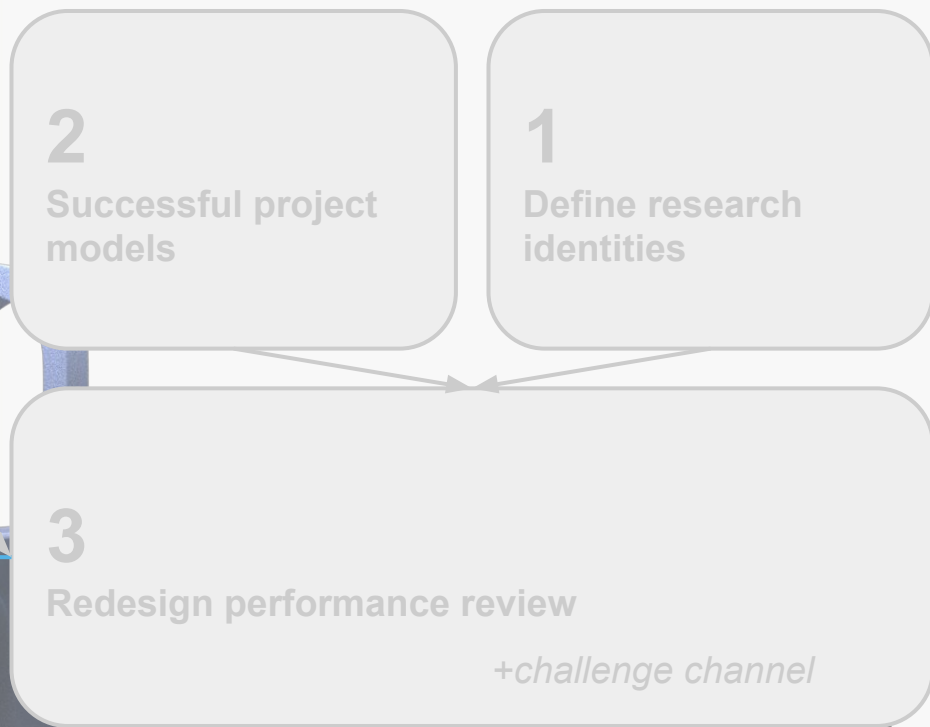 2
Successful project
models
1
Define research
identities
3
Redesign performance review
+challenge channel